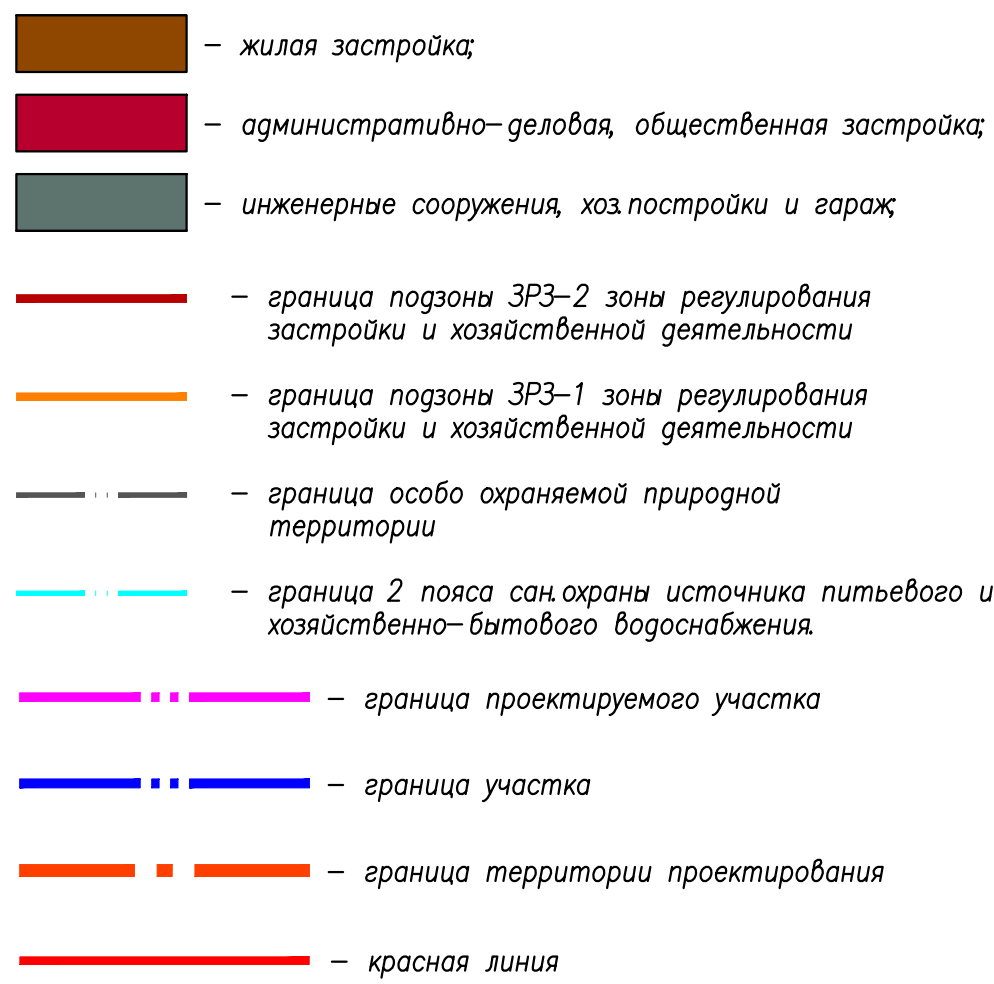 – жилая застройка;
– административно–деловая, общественная застройка;
– инженерные сооружения, хоз.постройки и гараж;
– граница подзоны ЗРЗ–2 зоны регулирования
застройки и хозяйственной деятельности
– граница подзоны ЗРЗ–1 зоны регулирования
застройки и хозяйственной деятельности
– граница особо охраняемой природной
территории
– граница 2 пояса сан.охраны источника питьевого и
хозяйственно–бытового водоснабжения.
– граница проектируемого участка
– граница участка
– граница территории проектирования
– красная линия